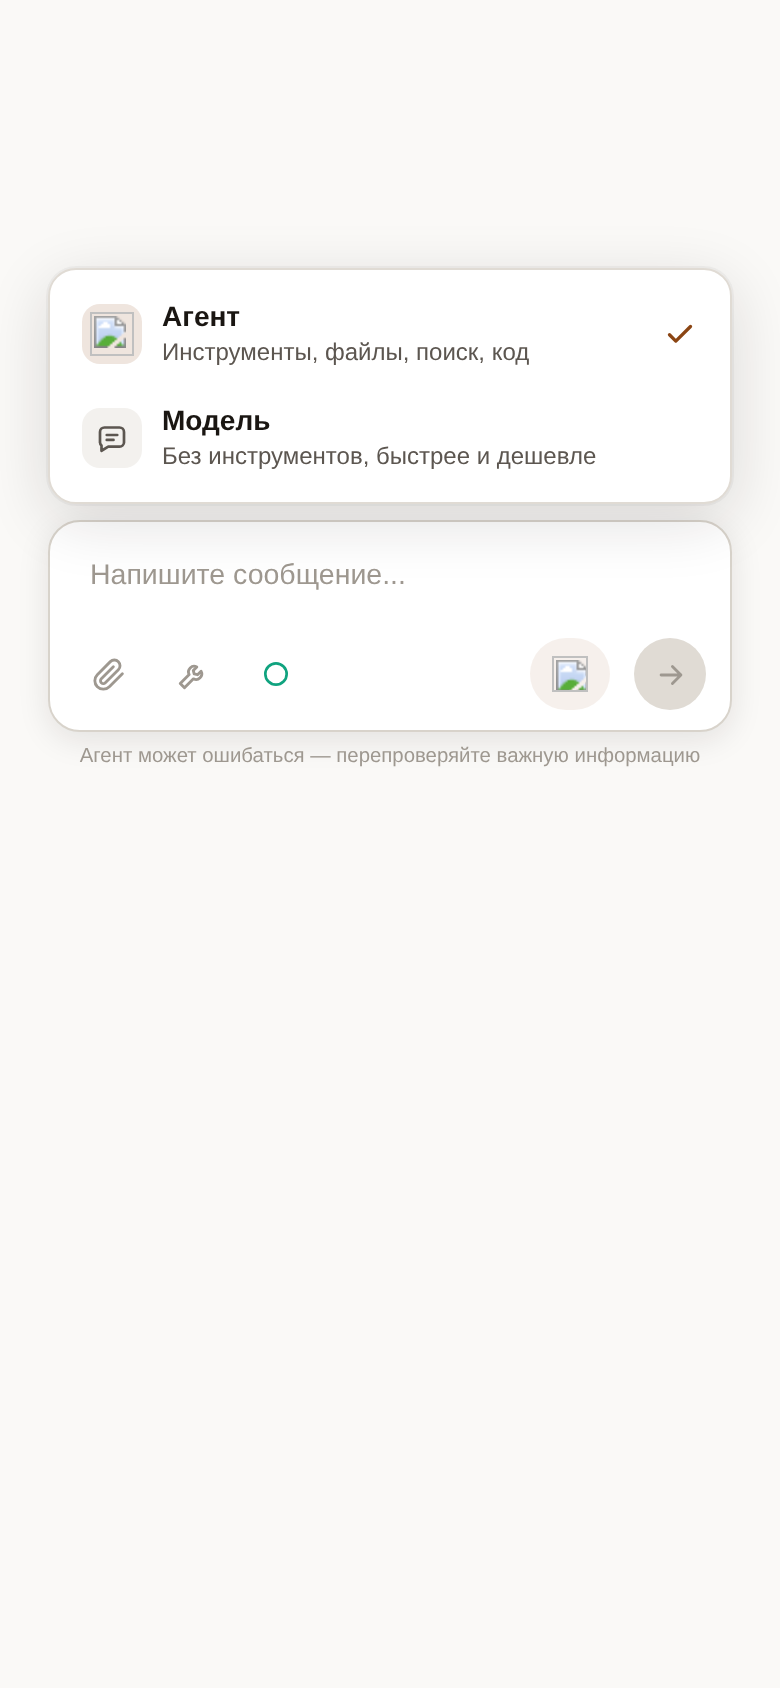 Агент
Инструменты, файлы, поиск, код
Модель
Без инструментов, быстрее и дешевле
Напишите сообщение...
Агент может ошибаться — перепроверяйте важную информацию